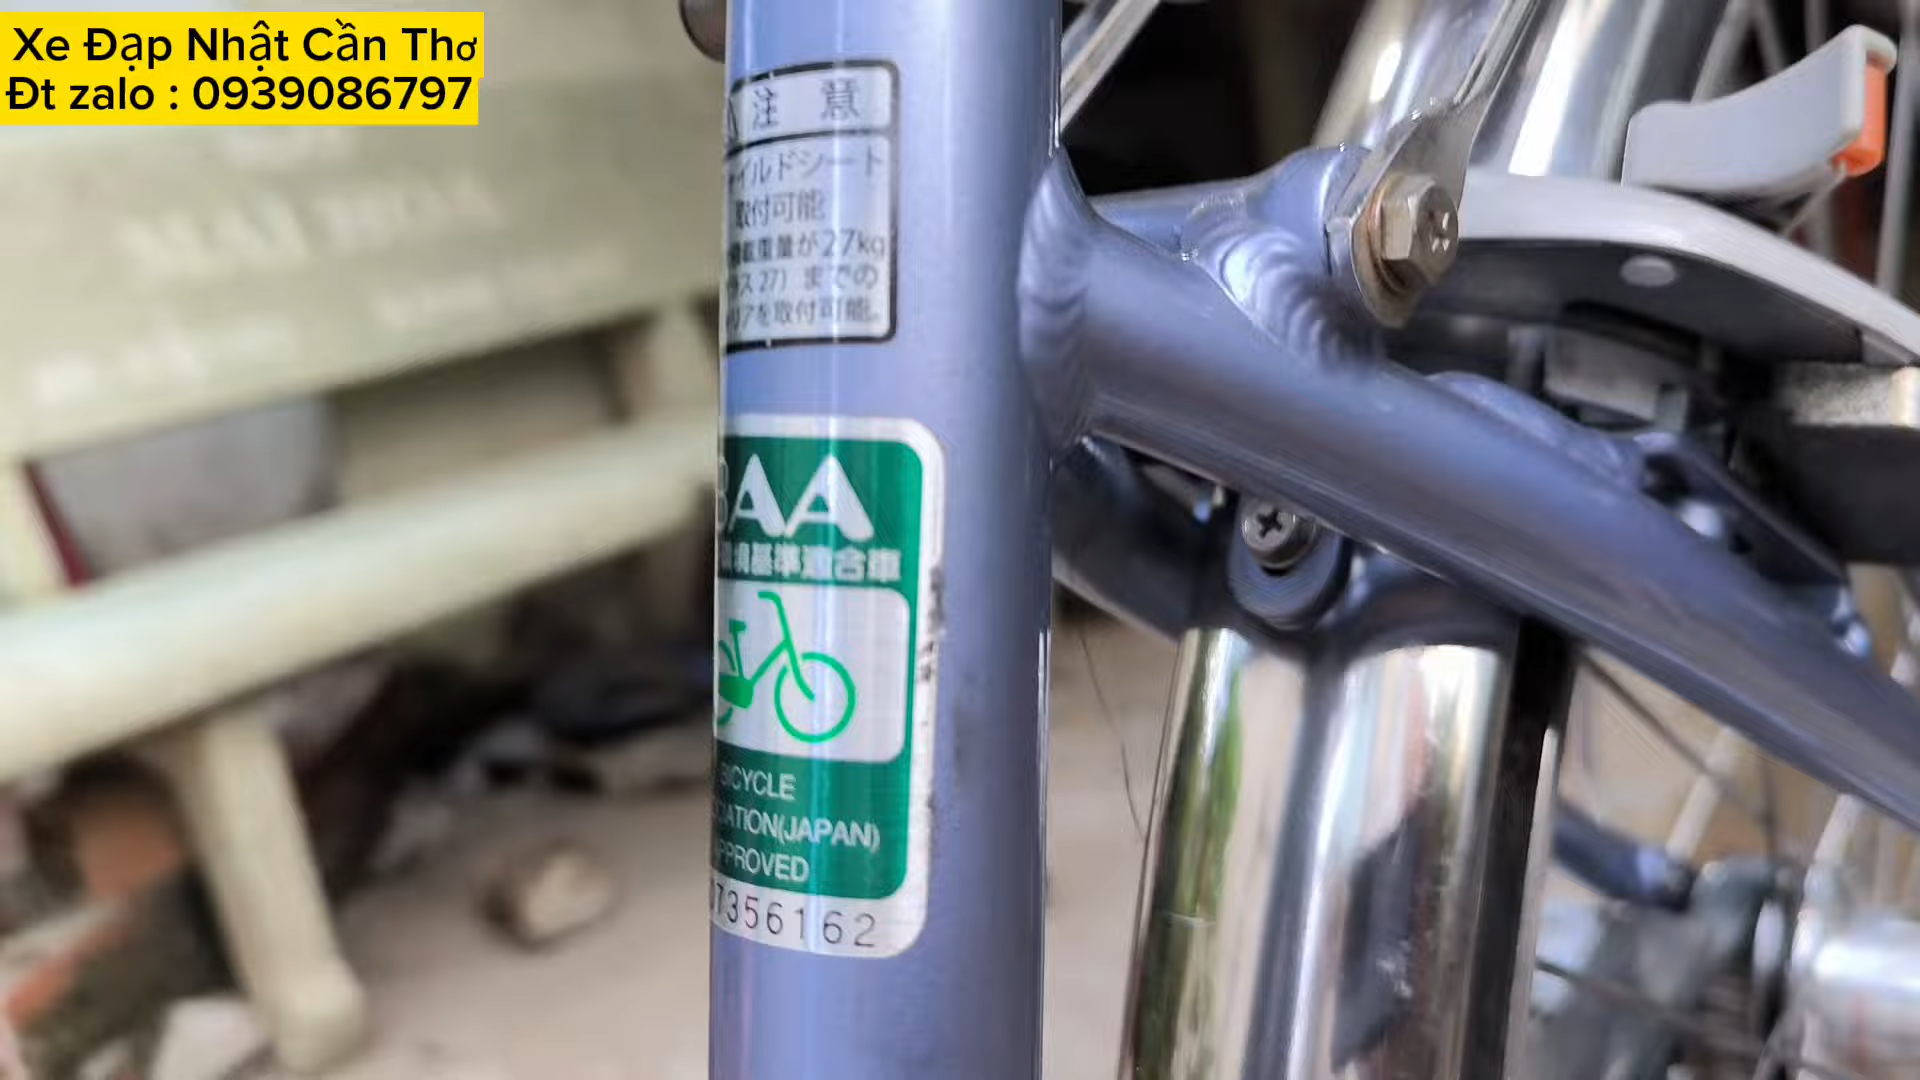 Xe Đạp Nhật Cần Thơ
Đt zalo : 0939086797
注 意
イルドシート
取付可能
載重量が27kg
ス27）までの
リアを取付可能。
BAA
境基準適合車
BICYCLE
CIATION(JAPAN)
APPROVED
7356162